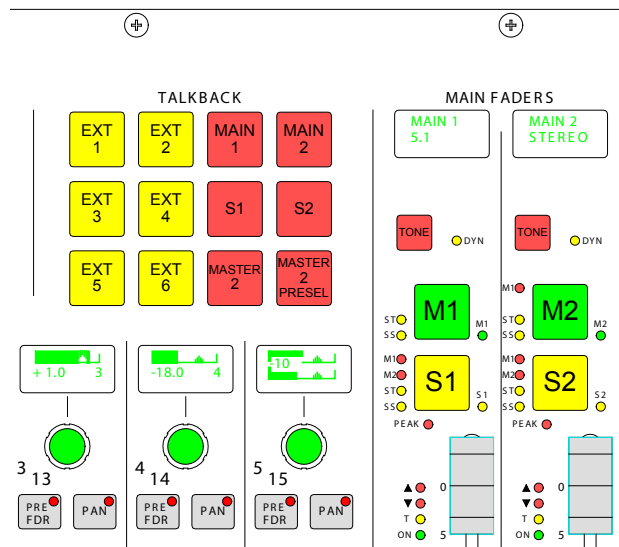 TALKBACK
EXT 1
EXT 2
MAIN 1
MAIN 2
EXT 3
EXT 4
S1
S2
EXT 5
EXT 6
MASTER 2
MASTER 2 PRESEL
+ 1.0 3
-18.0 4
-10
3
13
4
14
5
15
PRE FDR
PAN
PRE FDR
PAN
PRE FDR
PAN
MAIN FADERS
MAIN 1
5.1
MAIN 2
STEREO
TONE
DYN
TONE
DYN
ST
SS
M1
M1
M1
ST
SS
M2
M2
M1
M2
ST
SS
S1
S1
M1
M2
ST
SS
S2
S2
PEAK
PEAK
▲
▼
T
ON
0
5
▲
▼
T
ON
0
5